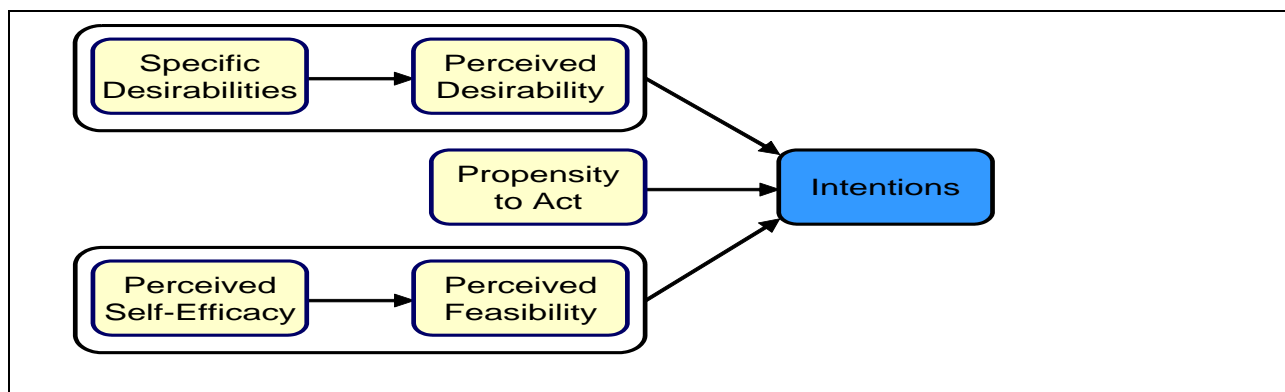 Specific
Desirabilities
Perceived
Desirability
Propensity
to Act
Intentions
Perceived
Self-Efficacy
Perceived
Feasibility